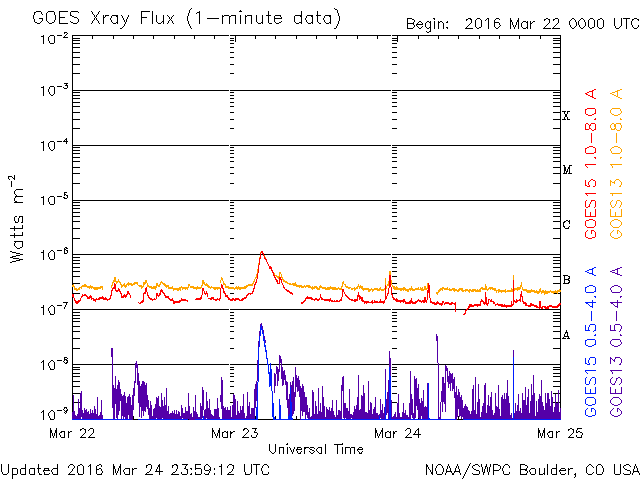 GOES Xray Flux (1-minute data)
Begin: 2016 Mar 22 0000 UTC
10-2
10-3
10-4
10-5
10-6
10-7
10-8
10-9
Watts m-2
X
M
C
B
A
GOES15 1.0-8.0 A
GOES13 1.0-8.0 A
GOES15 0.5-4.0 A
GOES13 0.5-4.0 A
Mar 22
Mar 23
Mar 24
Mar 25
Universal Time
Updated 2016 Mar 24 23:59:12 UTC
NOAA/SWPC Boulder, CO USA